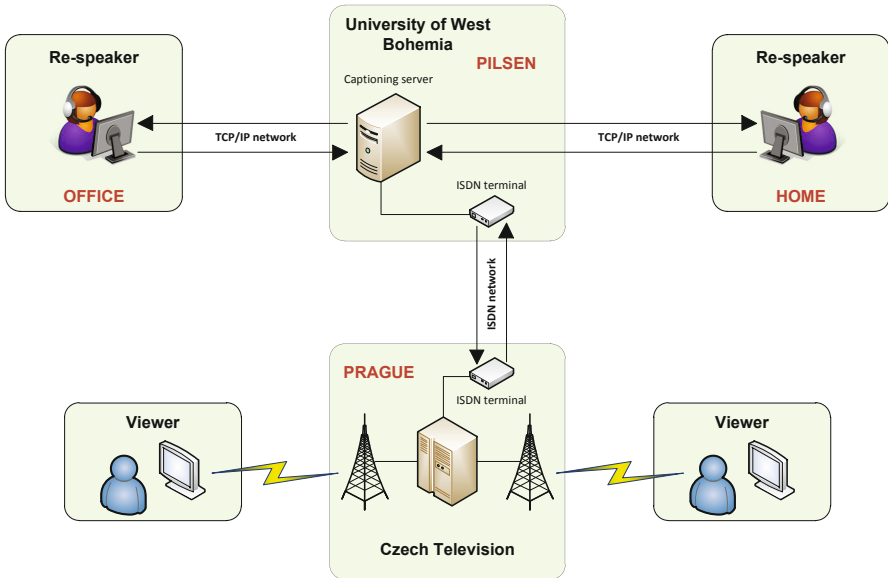 University of West
Bohemia
PILSEN
Captioning server
Re-speaker
OFFICE
TCP/IP network
TCP/IP network
Re-speaker
HOME
ISDN terminal
ISDN network
PRAGUE
ISDN terminal
Viewer
Viewer
Czech Television